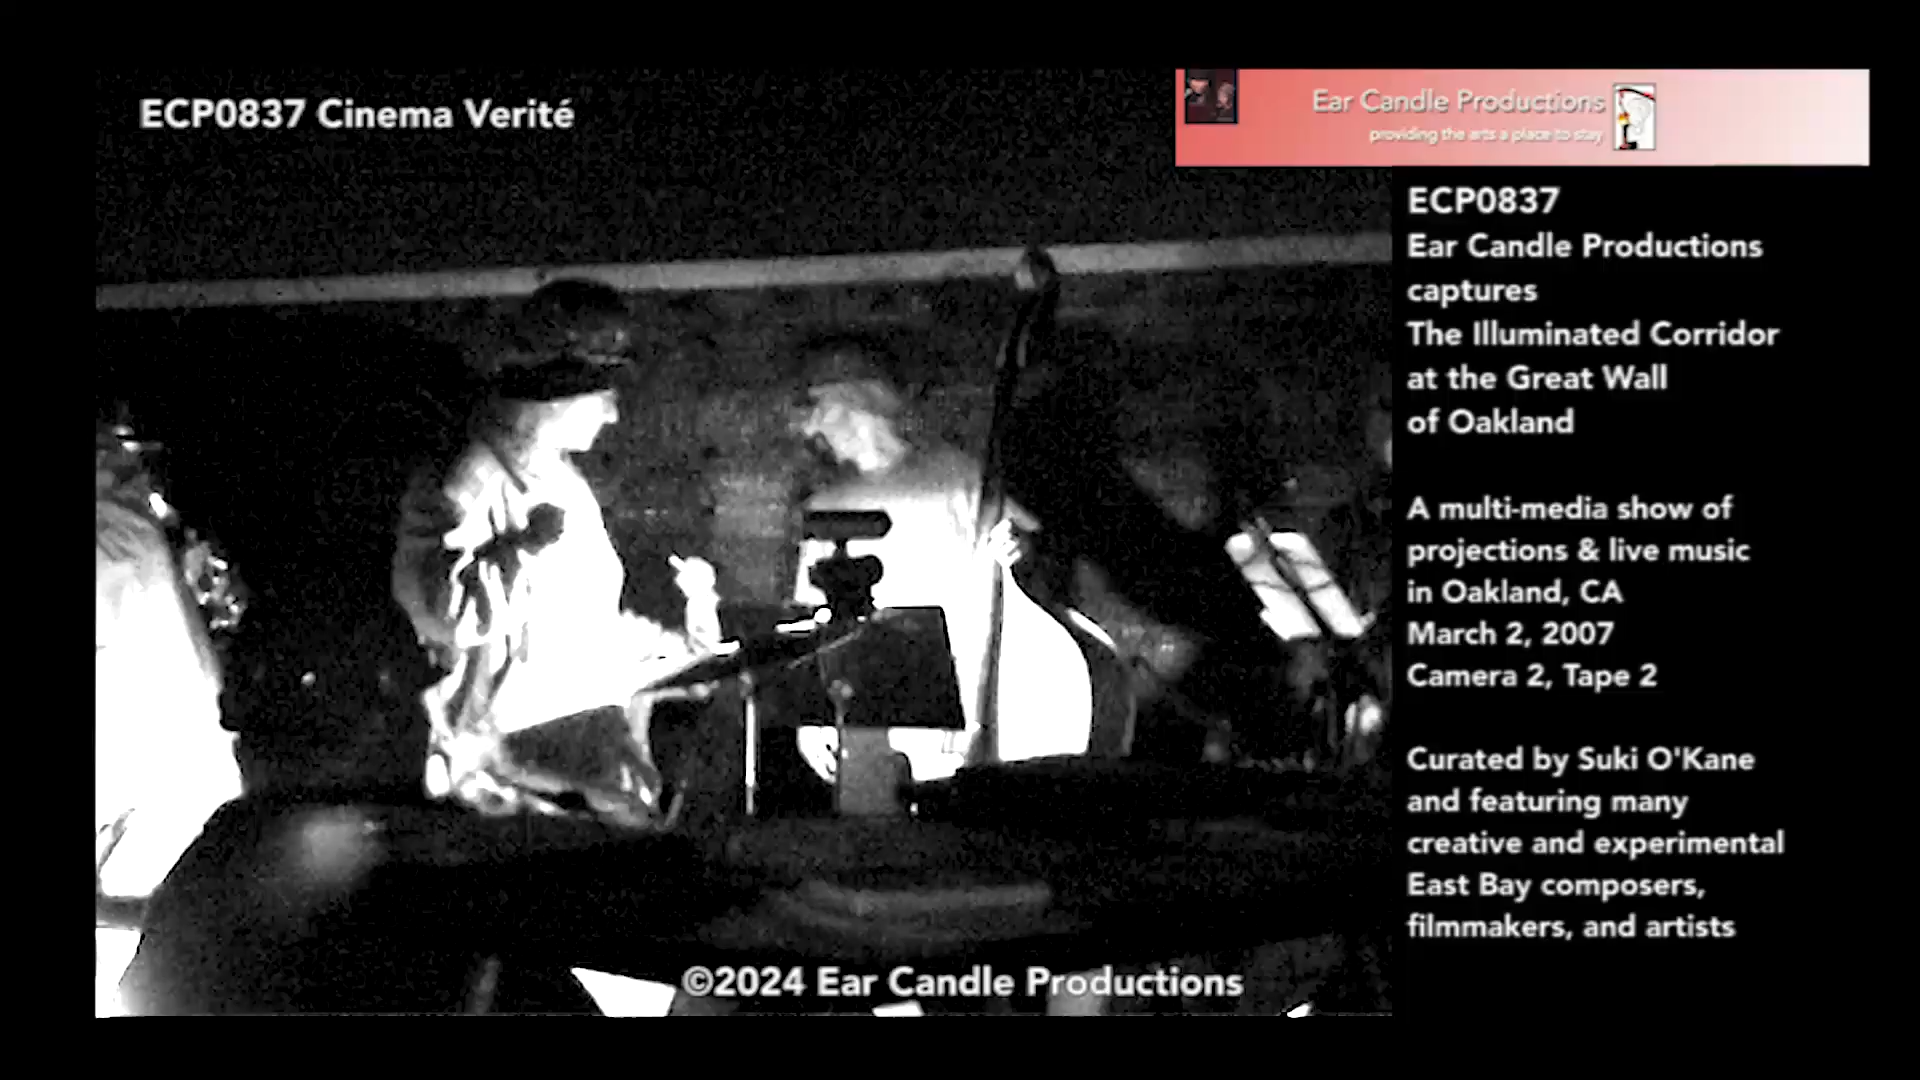 ECP0837 Cinema Verité
Ear Candle Productions
providing the arts a place to stay
ECP0837
Ear Candle Productions
captures
The Illuminated Corridor
at the Great Wall
of Oakland
A multi-media show of
projections & live music
in Oakland, CA
March 2, 2007
Camera 2, Tape 2
Curated by Suki O'Kane
and featuring many
creative and experimental
East Bay composers,
filmmakers, and artists
©2024 Ear Candle Productions